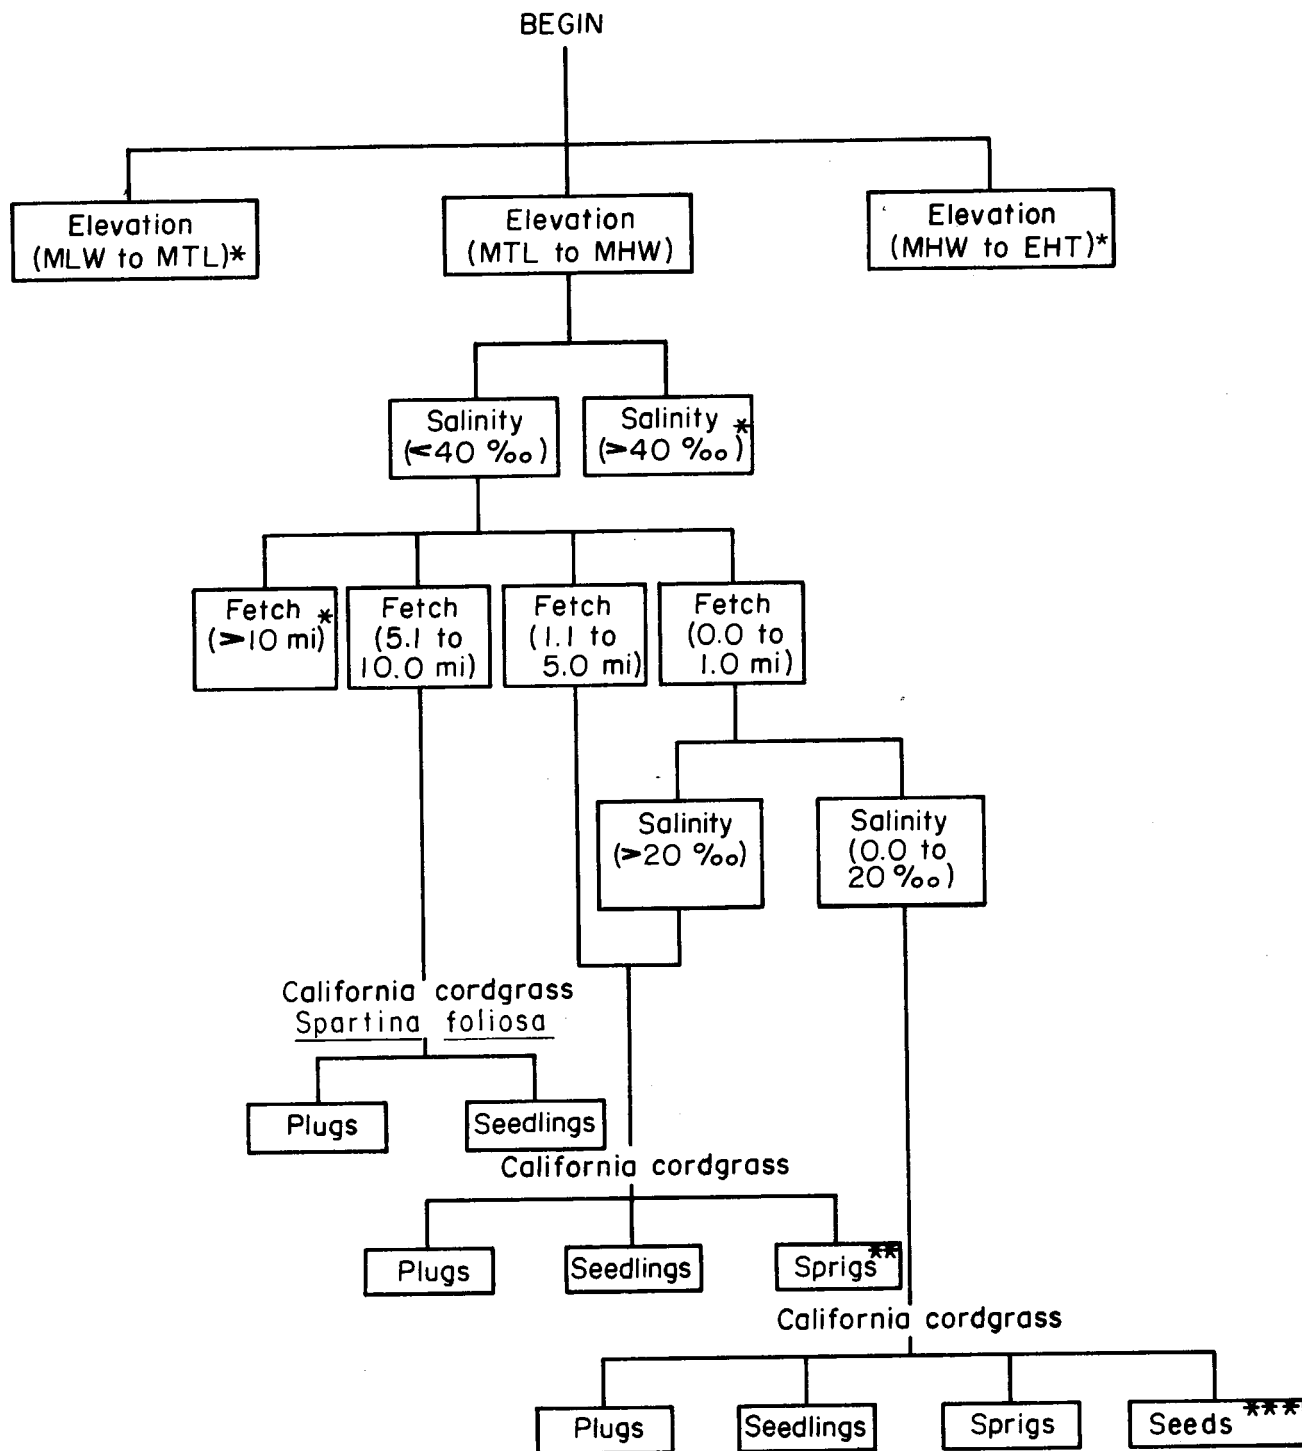 BEGIN
Elevation
(MLW to MTL)*
Elevation
(MTL to MHW)
Elevation
(MHW to EHT)*
Salinity
(<40 ‰)
Salinity
(>40 ‰)*
Fetch
(>10 mi)*
Fetch
(5.1 to
10.0 mi)
Fetch
(1.1 to
5.0 mi)
Fetch
(0.0 to
1.0 mi)
Salinity
(>20 ‰)
Salinity
(0.0 to
20 ‰)
California cordgrass
Spartina foliosa
Plugs
Seedlings
California cordgrass
Plugs
Seedlings
Sprigs**
California cordgrass
Plugs
Seedlings
Sprigs
Seeds ***